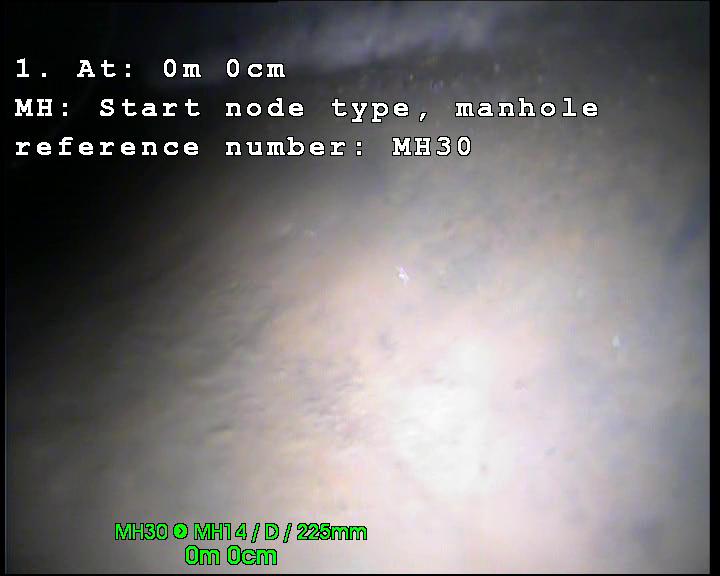 1. At: 0m 0cm
MH: Start node type, manhole
reference number: MH30
MH30 > MH14 / D / 225mm
0m 0cm